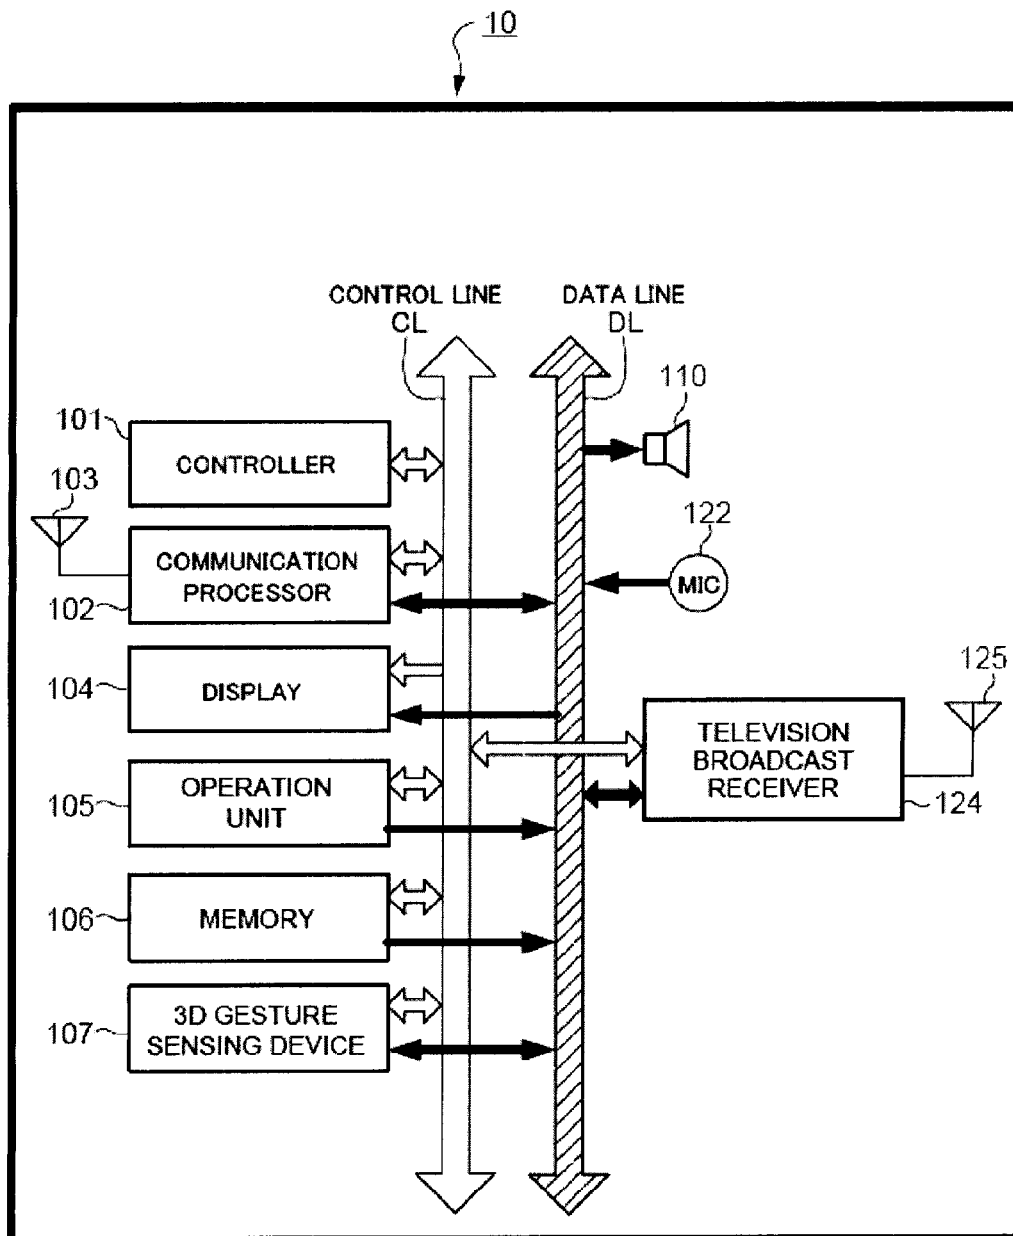 10
CONTROL LINE
CL
DATA LINE
DL
110
101
CONTROLLER
103
122
COMMUNICATION
PROCESSOR
102
MIC
125
104
DISPLAY
TELEVISION
BROADCAST
RECEIVER
124
105
OPERATION
UNIT
106
MEMORY
107
3D GESTURE
SENSING DEVICE